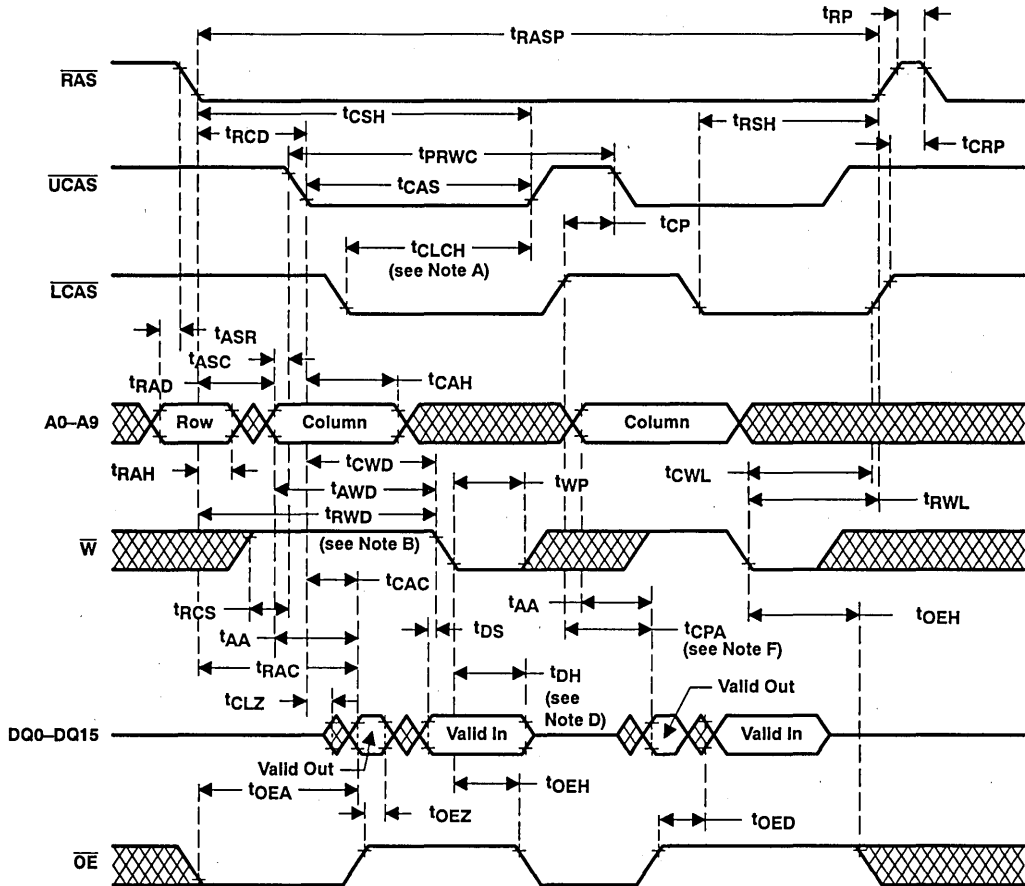 tRP
tRASP
RAS
tCSH
tRCD
tRSH
tPRWC
tCRP
UCAS
tCAS
tCP
tCLCH
(see Note A)
LCAS
tASR
tASC
tRAD
tCAH
A0–A9
Row
Column
Column
tRAH
tCWD
tWP
tCWL
tAWD
tRWL
tRWD
(see Note B)
W
tCAC
tRCS
tAA
tOEH
tAA
tDS
tCPA
(see Note F)
tRAC
tDH
(see
Note D)
Valid Out
tCLZ
DQ0–DQ15
Valid In
Valid In
Valid Out
tOEH
tOEA
tOEZ
tOED
OE